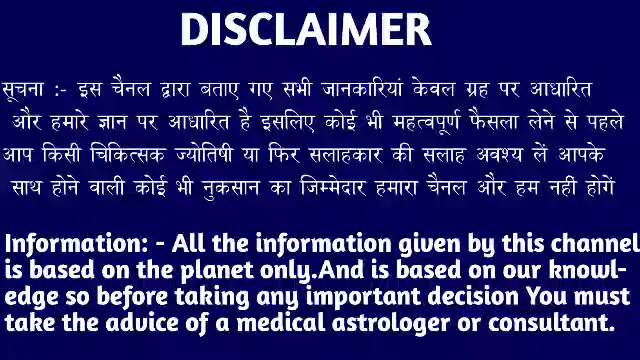 DISCLAIMER
सूचना :- इस चैनल द्वारा बताए गए सभी जानकारियां केवल ग्रह पर आधारित
और हमारे ज्ञान पर आधारित है इसलिए कोई भी महत्वपूर्ण फैसला लेने से पहले
आप किसी चिकित्सक ज्योतिषी या फिर सलाहकार की सलाह अवश्य लें आपके
साथ होने वाली कोई भी नुकसान का जिम्मेदार हमारा चैनल और हम नहीं होगें
Information: - All the information given by this channel
is based on the planet only.And is based on our knowl-
edge so before taking any important decision You must
take the advice of a medical astrologer or consultant.